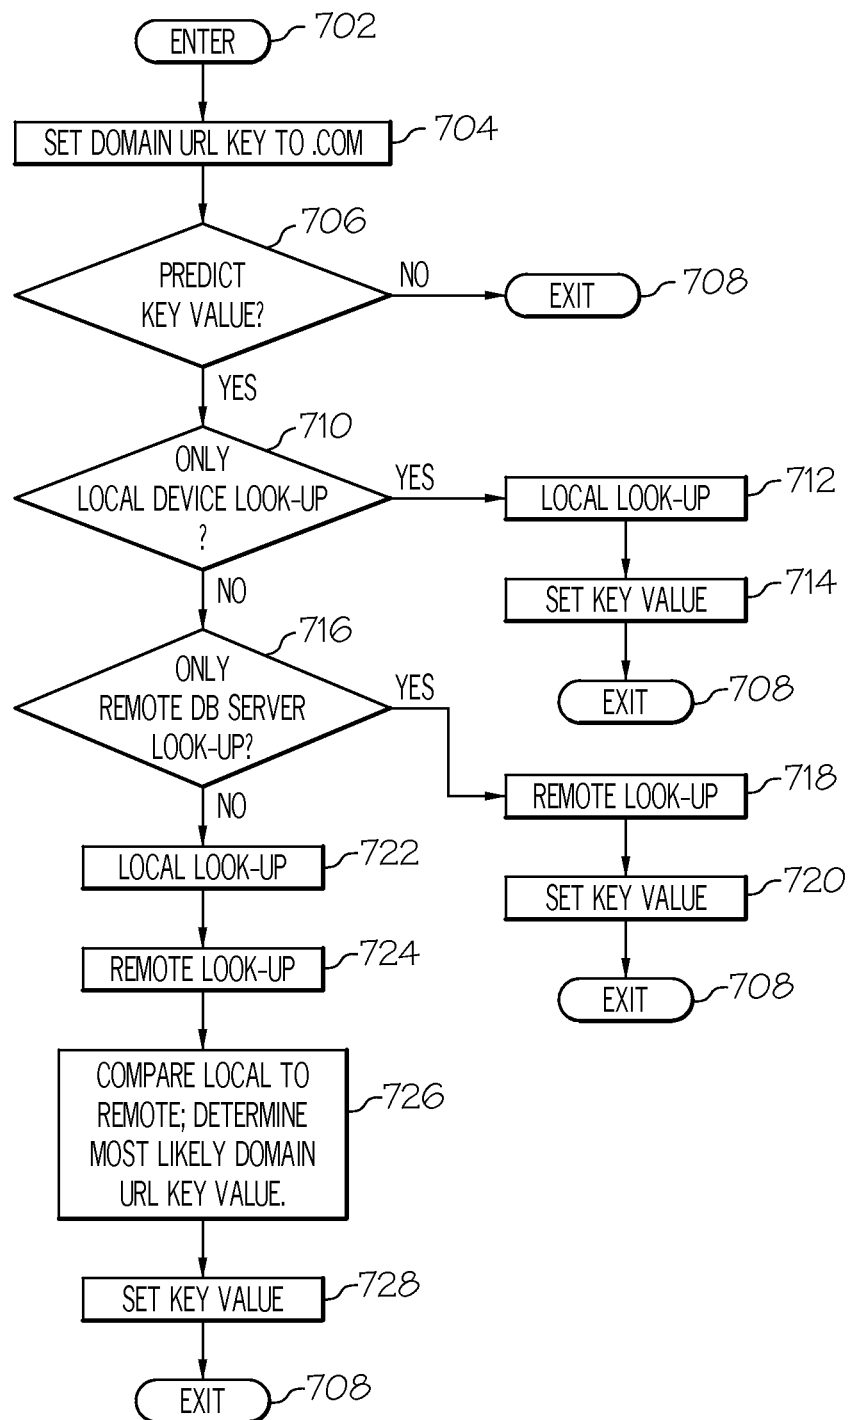 ENTER
702
SET DOMAIN URL KEY TO .COM
704
706
PREDICT
KEY VALUE?
NO
EXIT
708
YES
710
ONLY
LOCAL DEVICE LOOK-UP
?
YES
LOCAL LOOK-UP
712
SET KEY VALUE
714
EXIT
708
NO
716
ONLY
REMOTE DB SERVER
LOOK-UP?
YES
REMOTE LOOK-UP
718
SET KEY VALUE
720
EXIT
708
NO
LOCAL LOOK-UP
722
REMOTE LOOK-UP
724
COMPARE LOCAL TO
REMOTE; DETERMINE
MOST LIKELY DOMAIN
URL KEY VALUE.
726
SET KEY VALUE
728
EXIT
708